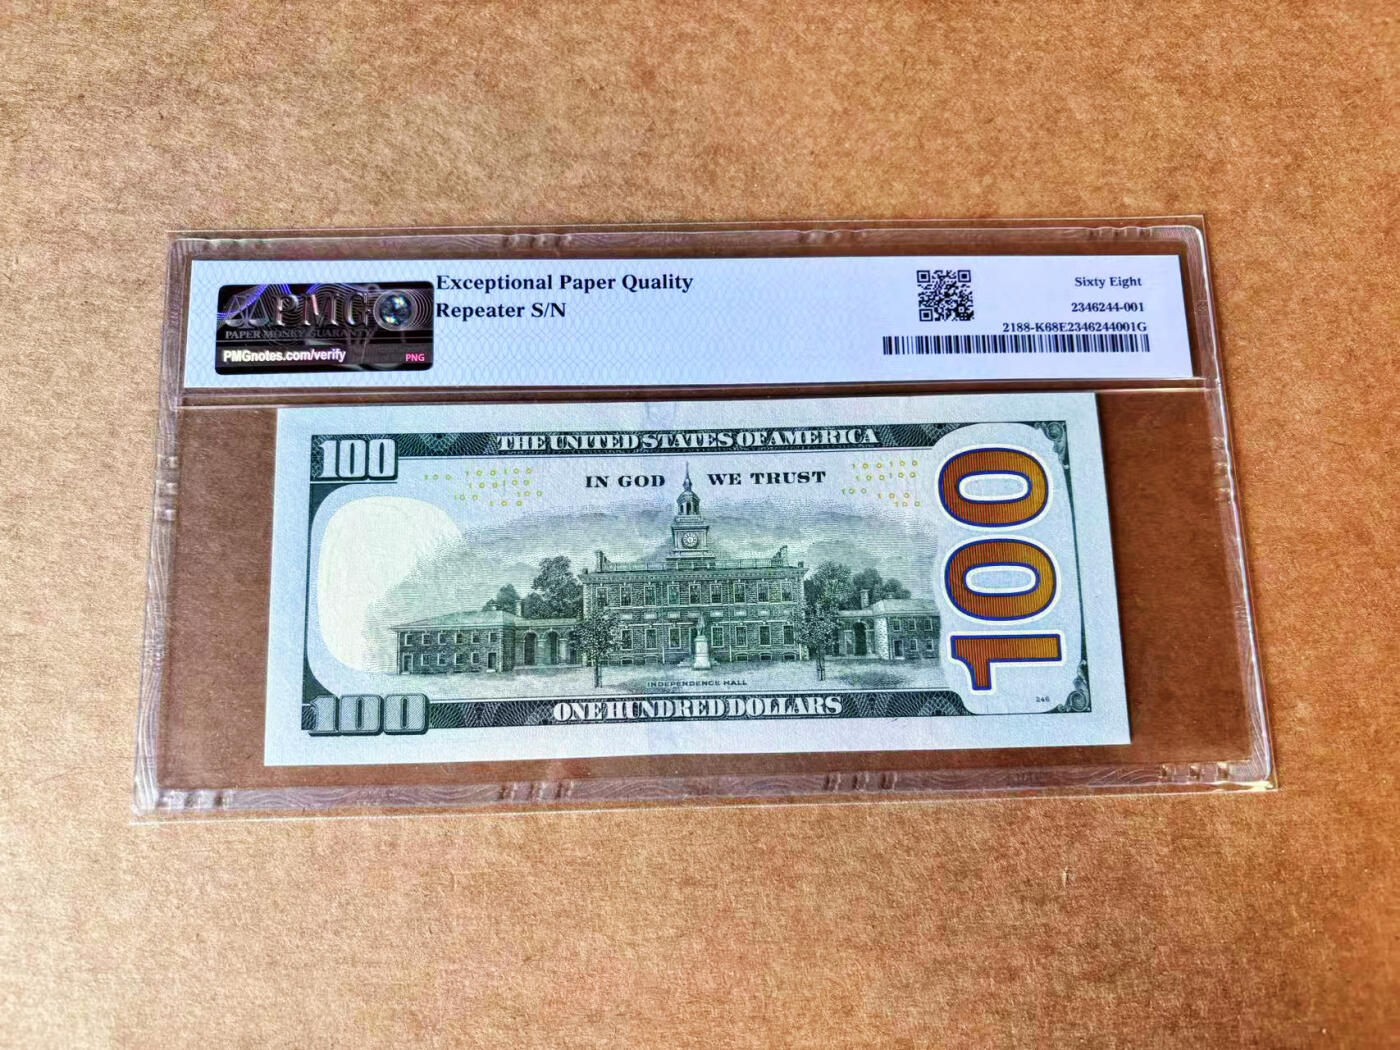 PMG
PAPER MONEY GUARANTY
PMGnotes.com/verify
PNG
Exceptional Paper Quality
Repeater S/N
Sixty Eight
2346244-001
2188-K68E2346244001G
100
THE UNITED STATES OF AMERICA
IN GOD WE TRUST
100
INDEPENDENCE HALL
100
ONE HUNDRED DOLLARS
246